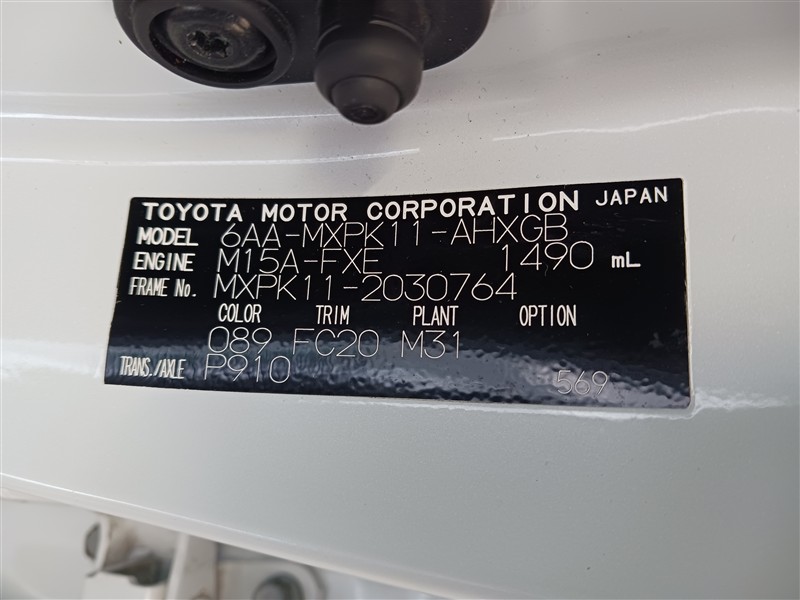 TOYOTA MOTOR CORPORATION JAPAN
MODEL 6AA-MXPK11-AHXGB
ENGINE M15A-FXE 1490 mL
FRAME No. MXPK11-2030764
COLOR TRIM PLANT OPTION
089 FC20 M31
TRANS./AXLE P910 569